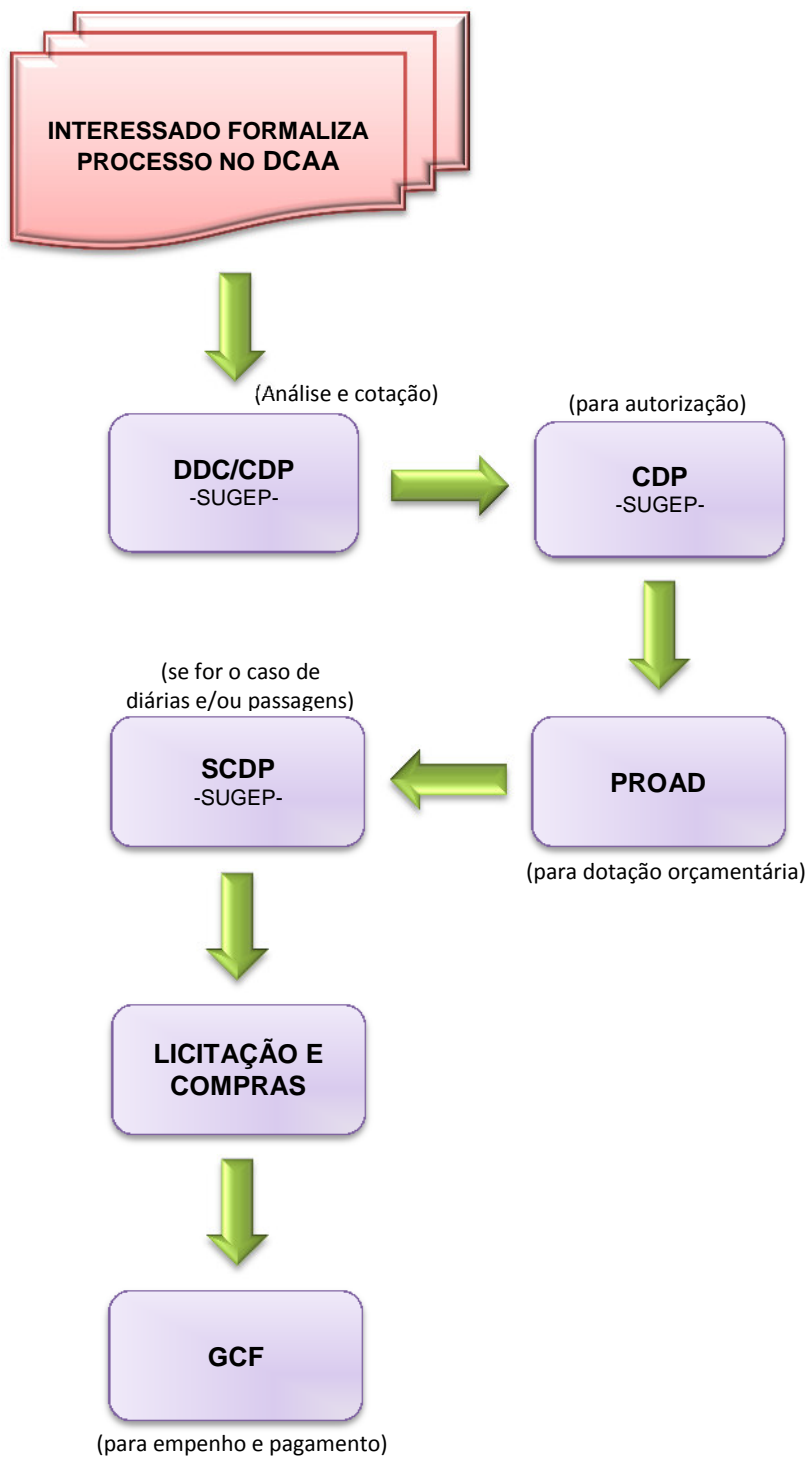 INTERESSADO FORMALIZA
PROCESSO NO DCAA
(Análise e cotação)
DDC/CDP
-SUGEP-
(para autorização)
CDP
-SUGEP-
PROAD
(para dotação orçamentária)
(se for o caso de
diárias e/ou passagens)
SCDP
-SUGEP-
LICITAÇÃO E
COMPRAS
GCF
(para empenho e pagamento)